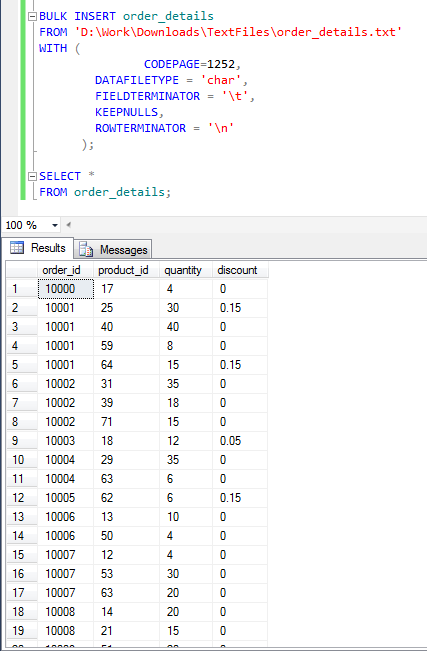 BULK INSERT order_details
FROM 'D:\Work\Downloads\TextFiles\order_details.txt'
WITH (
CODEPAGE=1252,
DATAFILETYPE = 'char',
FIELDTERMINATOR = '\t',
KEEPNULLS,
ROWTERMINATOR = '\n'
);
SELECT *
FROM order_details;
100 %
Results Messages
order_id product_id quantity discount
1 10000 17 4 0
2 10001 25 30 0.15
3 10001 40 40 0
4 10001 59 8 0
5 10001 64 15 0.15
6 10002 31 35 0
7 10002 39 18 0
8 10002 71 15 0
9 10003 18 12 0.05
10 10004 29 35 0
11 10004 63 6 0
12 10005 62 6 0.15
13 10006 13 10 0
14 10006 50 4 0
15 10007 12 4 0
16 10007 53 30 0
17 10007 63 20 0
18 10008 14 20 0
19 10008 21 15 0